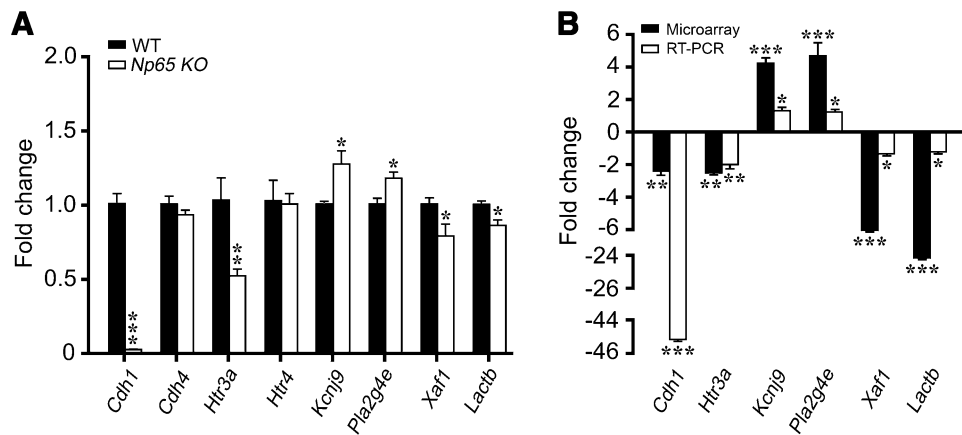 A
WT
Np65 KO
2.0
1.5
1.0
0.5
0
Fold change
***
**
*
*
*
*
Cdh1
Cdh4
Htr3a
Htr4
Kcnj9
Pla2g4e
Xaf1
Lactb
B
Microarray
RT-PCR
6
4
2
0
-2
-4
-6
-24
-26
-44
-46
Fold change
**
***
**
**
***
*
***
*
***
*
***
*
Cdh1
Htr3a
Kcnj9
Pla2g4e
Xaf1
Lactb